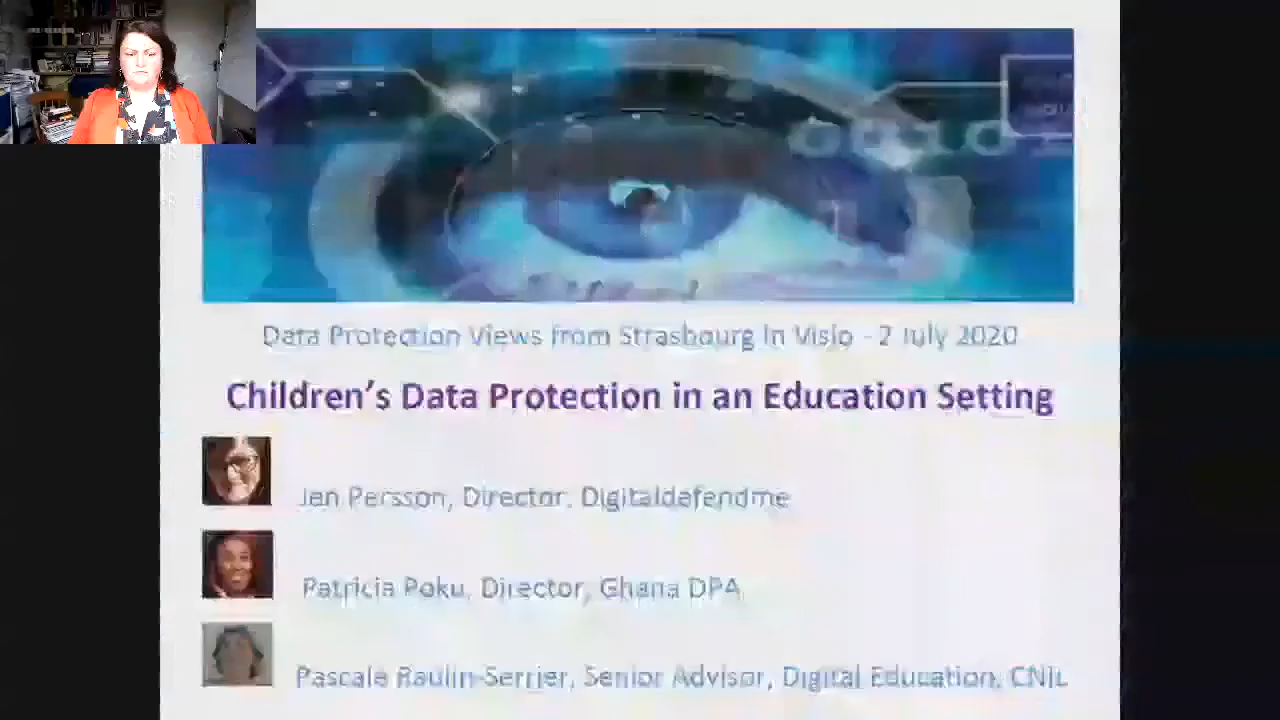 Data Protection Views from Strasbourg in Visio - 2 July 2020
Children's Data Protection in an Education Setting
Jen Persson, Director, Digitaldefendme
Patricia Poku, Director, Ghana DPA
Pascale Raulin-Serrier, Senior Advisor, Digital Education, CNIL